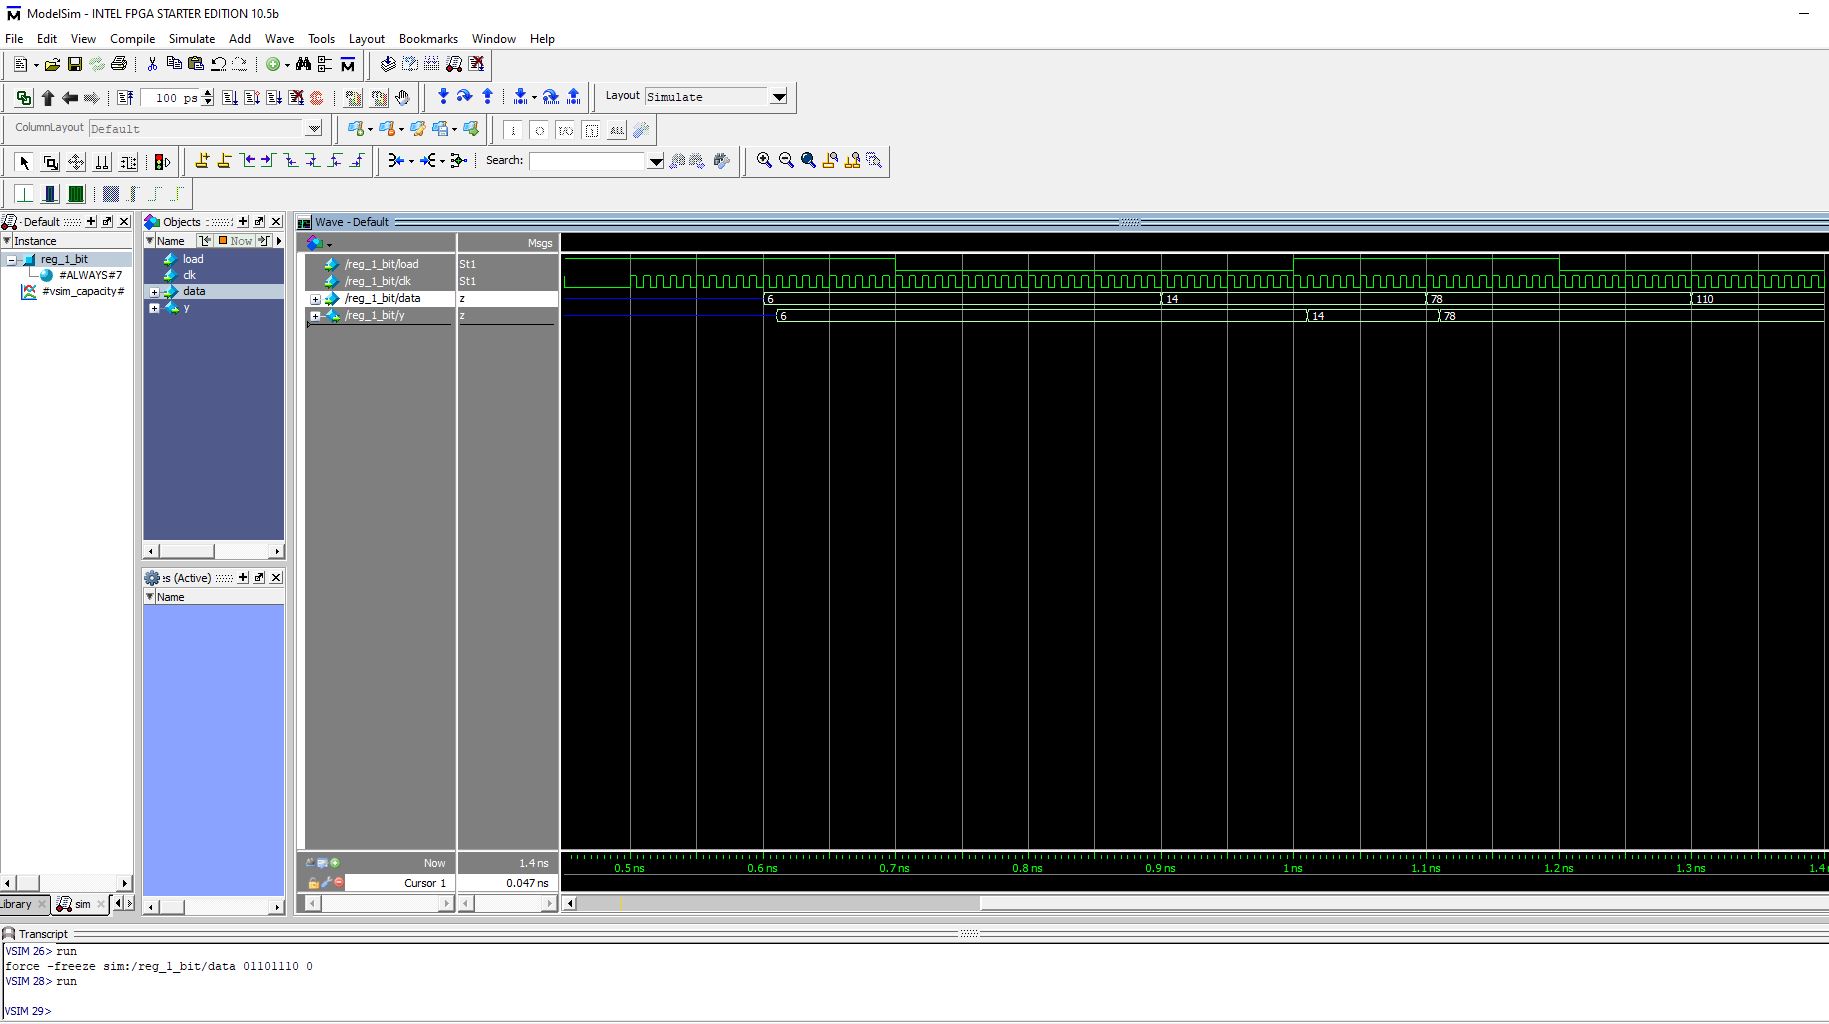 ModelSim - INTEL FPGA STARTER EDITION 10.5b
File Edit View Compile Simulate Add Wave Tools Layout Bookmarks Window Help
100 ps Layout Simulate
ColumnLayout Default ALL
Search:
Default Objects Wave - Default
Instance Name Now Msgs
reg_1_bit load /reg_1_bit/load St1
#ALWAYS#7 clk /reg_1_bit/clk St1
#vsim_capacity# data /reg_1_bit/data z 6 14 78 110
y /reg_1_bit/y z 6 14 78
es (Active)
Name
Now 1.4 ns 0.5 ns 0.6 ns 0.7 ns 0.8 ns 0.9 ns 1 ns 1.1 ns 1.2 ns 1.3 ns 1.4
Cursor 1 0.047 ns
Library sim
Transcript
VSIM 26> run
force -freeze sim:/reg_1_bit/data 01101110 0
VSIM 28> run
VSIM 29>